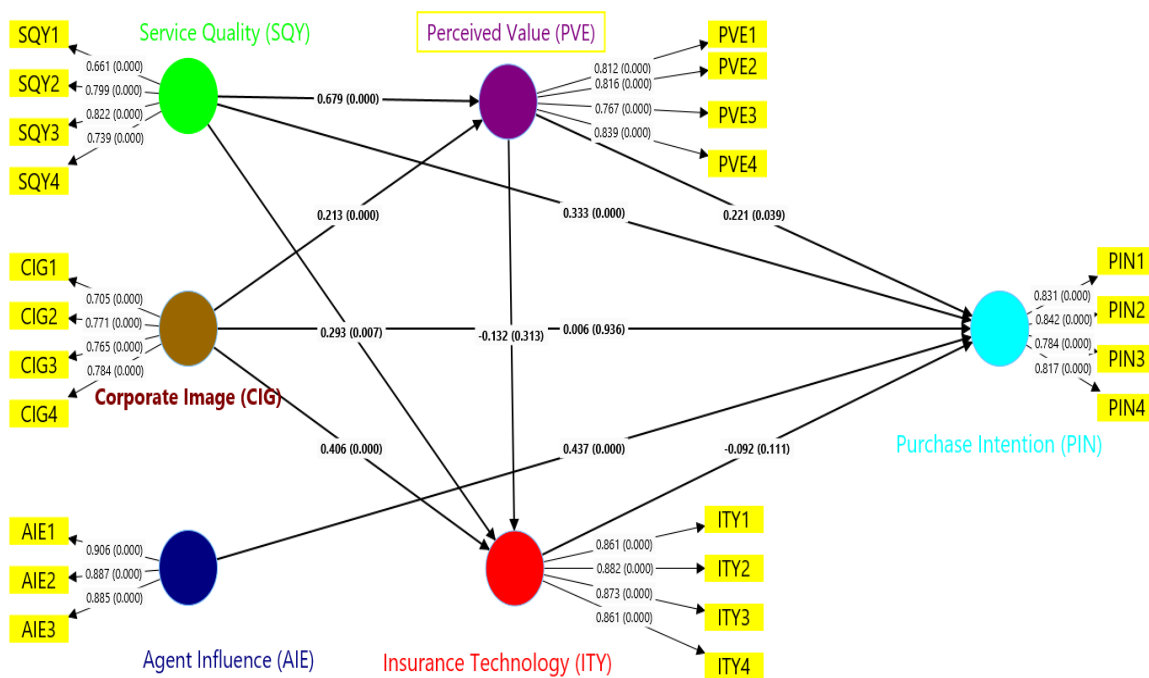 Service Quality (SQY)
Perceived Value (PVE)
SQY1
SQY2
SQY3
SQY4
0.661 (0.000)
0.799 (0.000)
0.822 (0.000)
0.739 (0.000)
PVE1
PVE2
PVE3
PVE4
0.812 (0.000)
0.816 (0.000)
0.767 (0.000)
0.839 (0.000)
0.679 (0.000)
0.213 (0.000)
0.333 (0.000)
0.221 (0.039)
CIG1
CIG2
CIG3
CIG4
0.705 (0.000)
0.771 (0.000)
0.765 (0.000)
0.784 (0.000)
Corporate Image (CIG)
0.293 (0.007)
-0.132 (0.313)
0.006 (0.936)
PIN1
PIN2
PIN3
PIN4
0.831 (0.000)
0.842 (0.000)
0.784 (0.000)
0.817 (0.000)
Purchase Intention (PIN)
0.406 (0.000)
0.437 (0.000)
-0.092 (0.111)
AIE1
AIE2
AIE3
0.906 (0.000)
0.887 (0.000)
0.885 (0.000)
Agent Influence (AIE)
ITY1
ITY2
ITY3
ITY4
0.861 (0.000)
0.882 (0.000)
0.873 (0.000)
0.861 (0.000)
Insurance Technology (ITY)